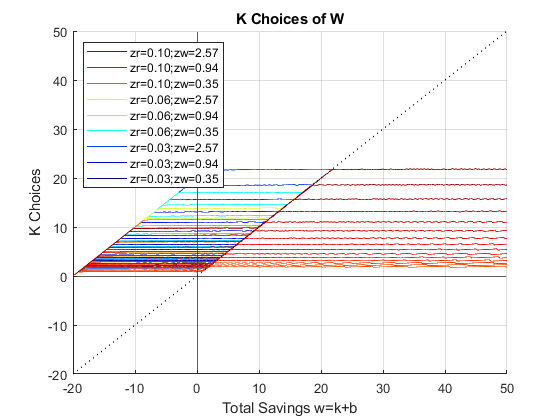 K Choices of W
50
40
30
20
10
0
-10
-20
K Choices
zr=0.10;zw=2.57
zr=0.10;zw=0.94
zr=0.10;zw=0.35
zr=0.06;zw=2.57
zr=0.06;zw=0.94
zr=0.06;zw=0.35
zr=0.03;zw=2.57
zr=0.03;zw=0.94
zr=0.03;zw=0.35
-20 -10 0 10 20 30 40 50
Total Savings w=k+b